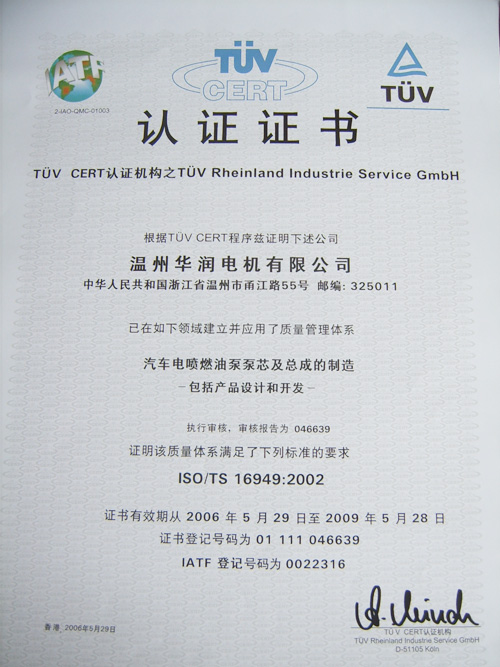 IATF
2-IAO-QMC-01003
TÜV
CERT
TÜV
认证证书
TÜV CERT认证机构之TÜV Rheinland Industrie Service GmbH
根据TÜV CERT程序兹证明下述公司
温州华润电机有限公司
中华人民共和国浙江省温州市甬江路55号 邮编: 325011
已在如下领域建立并应用了质量管理体系
汽车电喷燃油泵泵芯及总成的制造
-包括产品设计和开发-
执行审核, 审核报告为 046639
证明该质量体系满足了下列标准的要求
ISO/TS 16949:2002
证书有效期从 2006 年 5 月 29 日至 2009 年 5 月 28 日
证书登记号码为 01 111 046639
IATF 登记号码为 0022316
香港 2006年5月29日
TÜV CERT认证机构
TÜV Rheinland Industrie Service GmbH
D-51105 Köln